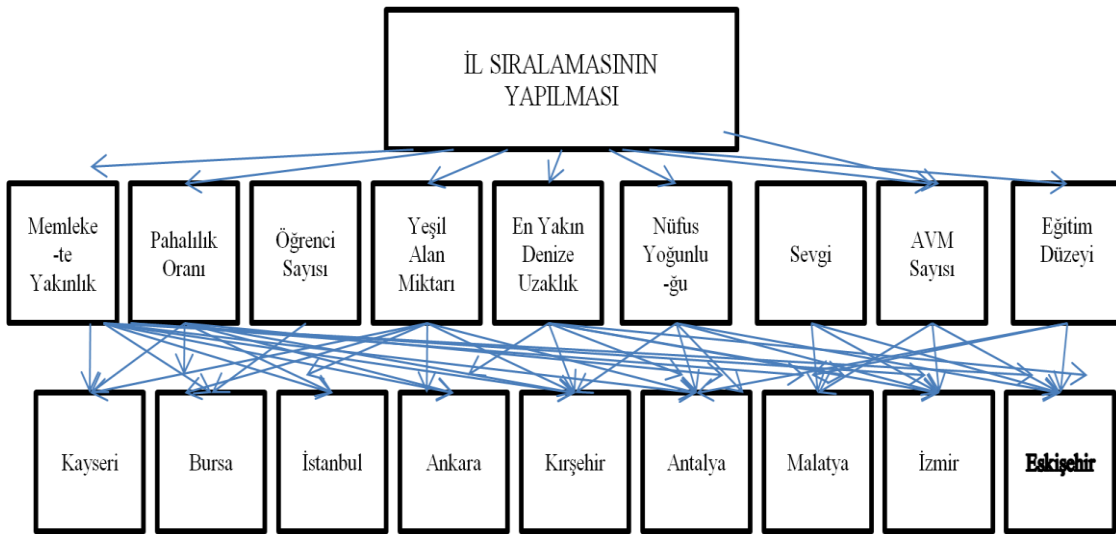 İL SIRALAMASININ
YAPILMASI
Memleke
-te
Yakınlık
Pahalılık
Oranı
Öğrenci
Sayısı
Yeşil
Alan
Miktarı
En Yakın
Denize
Uzaklık
Nüfus
Yoğunlu
-ğu
Sevgi
AVM
Sayısı
Eğitim
Düzeyi
Kayseri
Bursa
İstanbul
Ankara
Kırşehir
Antalya
Malatya
İzmir
Eskişehir